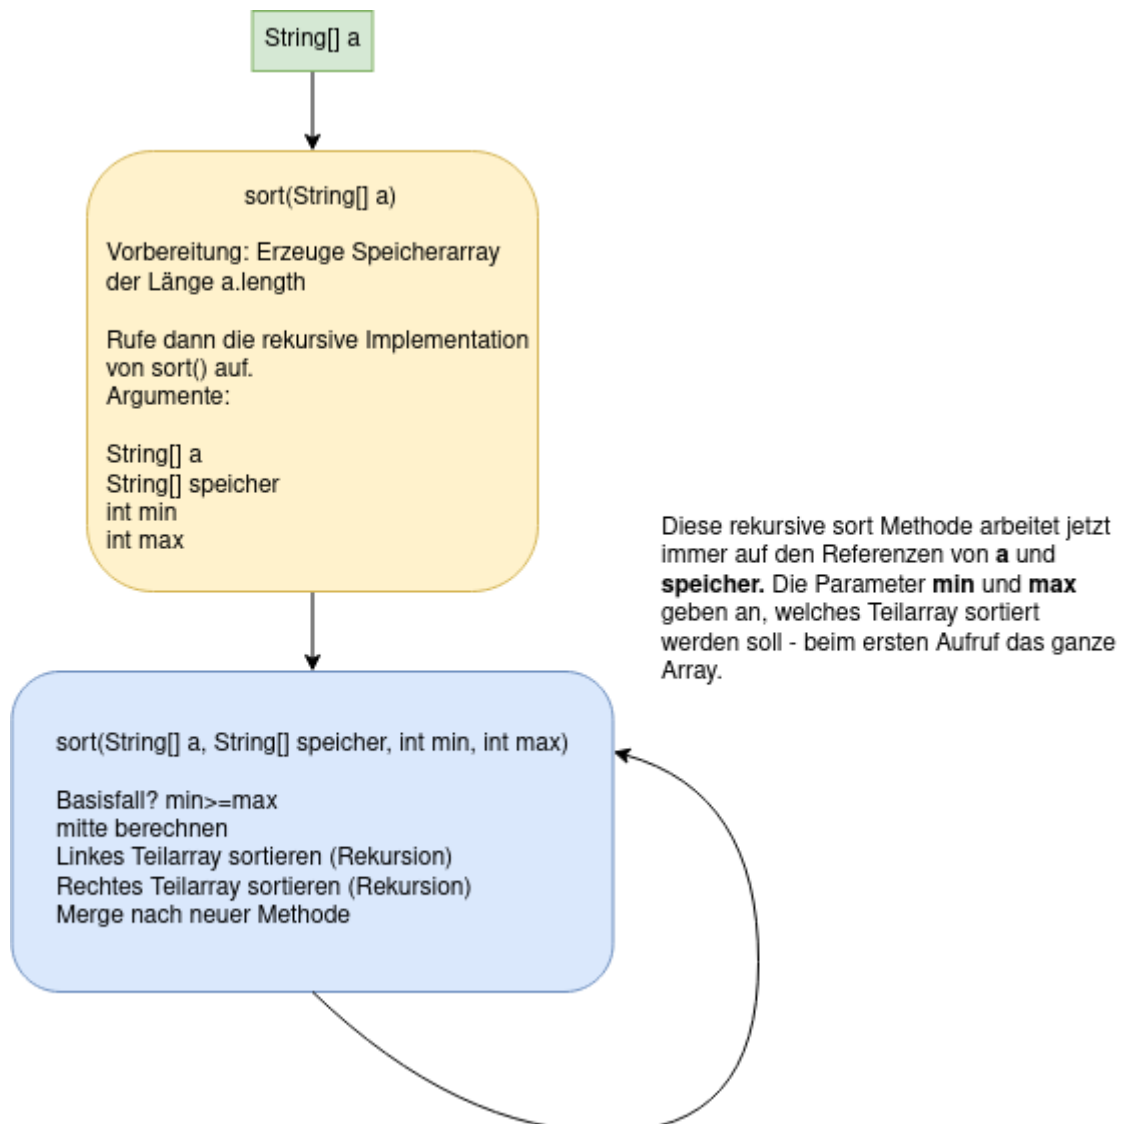 String[] a
sort(String[] a)
Vorbereitung: Erzeuge Speicherarray
der Länge a.length
Rufe dann die rekursive Implementation
von sort() auf.
Argumente:
String[] a
String[] speicher
int min
int max
Diese rekursive sort Methode arbeitet jetzt
immer auf den Referenzen von a und
speicher. Die Parameter min und max
geben an, welches Teilarray sortiert
werden soll - beim ersten Aufruf das ganze
Array.
sort(String[] a, String[] speicher, int min, int max)
Basisfall? min>=max
mitte berechnen
Linkes Teilarray sortieren (Rekursion)
Rechtes Teilarray sortieren (Rekursion)
Merge nach neuer Methode